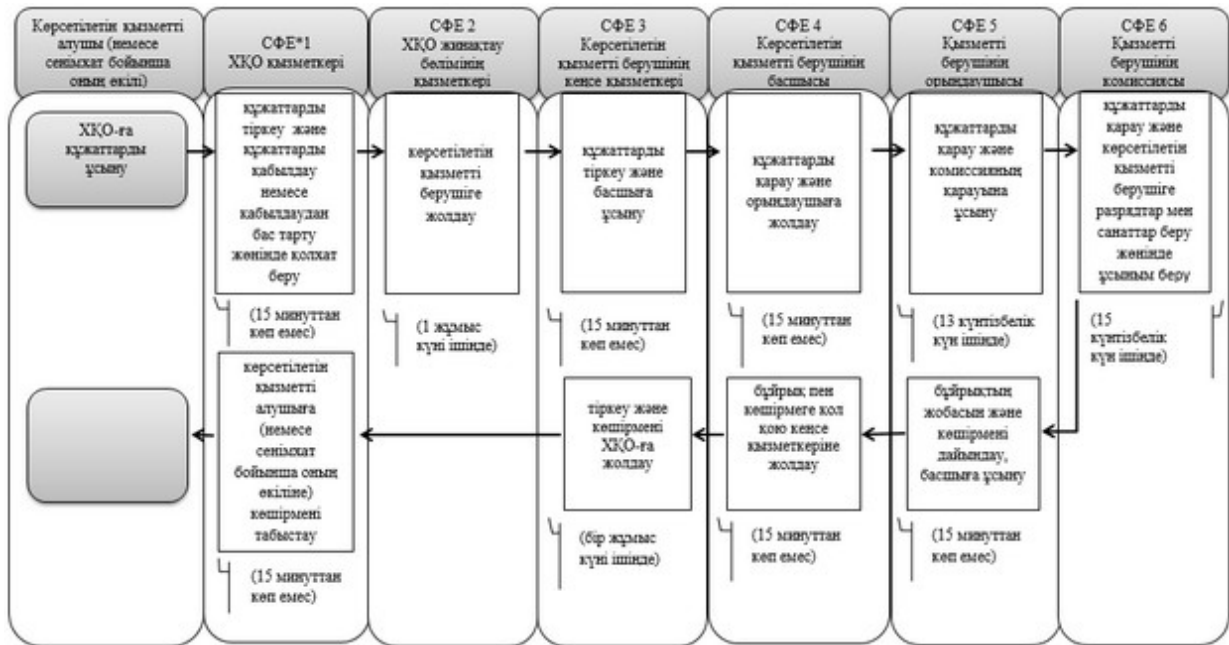 Көрсетілетін қызметті
алушы (немесе
сенімхат бойынша
оның өкілі)
СФЕ*1
ХҚО қызметкері
СФЕ 2
ХҚО жинақтау
бөлімінің
қызметкері
СФЕ 3
Көрсетілетін
қызметті берушінің
кеңсе қызметкері
СФЕ 4
Көрсетілетін
қызметті берушінің
басшысы
СФЕ 5
Қызметті
берушінің
орындаушысы
СФЕ 6
Қызметті
берушінің
комиссиясы
ХҚО-ға
құжаттарды
ұсыну
құжаттарды
тіркеу және
құжаттарды
қабылдау
немесе
қабылдаудан
бас тарту
жөнінде қолхат
беру
көрсетілетін
қызметті
берушіге
жолдау
құжаттарды
тіркеу және
басшыға
ұсыну
құжаттарды
қарау және
орындаушыға
жолдау
құжаттарды
қарау және
комиссияның
қарауына
ұсыну
құжаттарды
қарау және
көрсетілетін
қызметті
берушіге
разрядтар мен
санаттар беру
жөнінде
ұсыным беру
(15 минуттан
көп емес)
(1 жұмыс
күні ішінде)
(15 минуттан
көп емес)
(15 минуттан
көп емес)
(13 күнтізбелік
күн ішінде)
(15
күнтізбелік
күн ішінде)
көрсетілетін
қызметті
алушыға
(немесе
сенімхат
бойынша оның
өкіліне)
көшірмені
табыстау
тіркеу және
көшірмені
ХҚО-ға
жолдау
бұйрық пен
көшірмеге қол
қою кеңсе
қызметкеріне
жолдау
бұйрықтың
жобасын және
көшірмені
дайындау,
басшыға ұсыну
(15 минуттан
көп емес)
(бір жұмыс
күні ішінде)
(15 минуттан
көп емес)
(15 минуттан
көп емес)